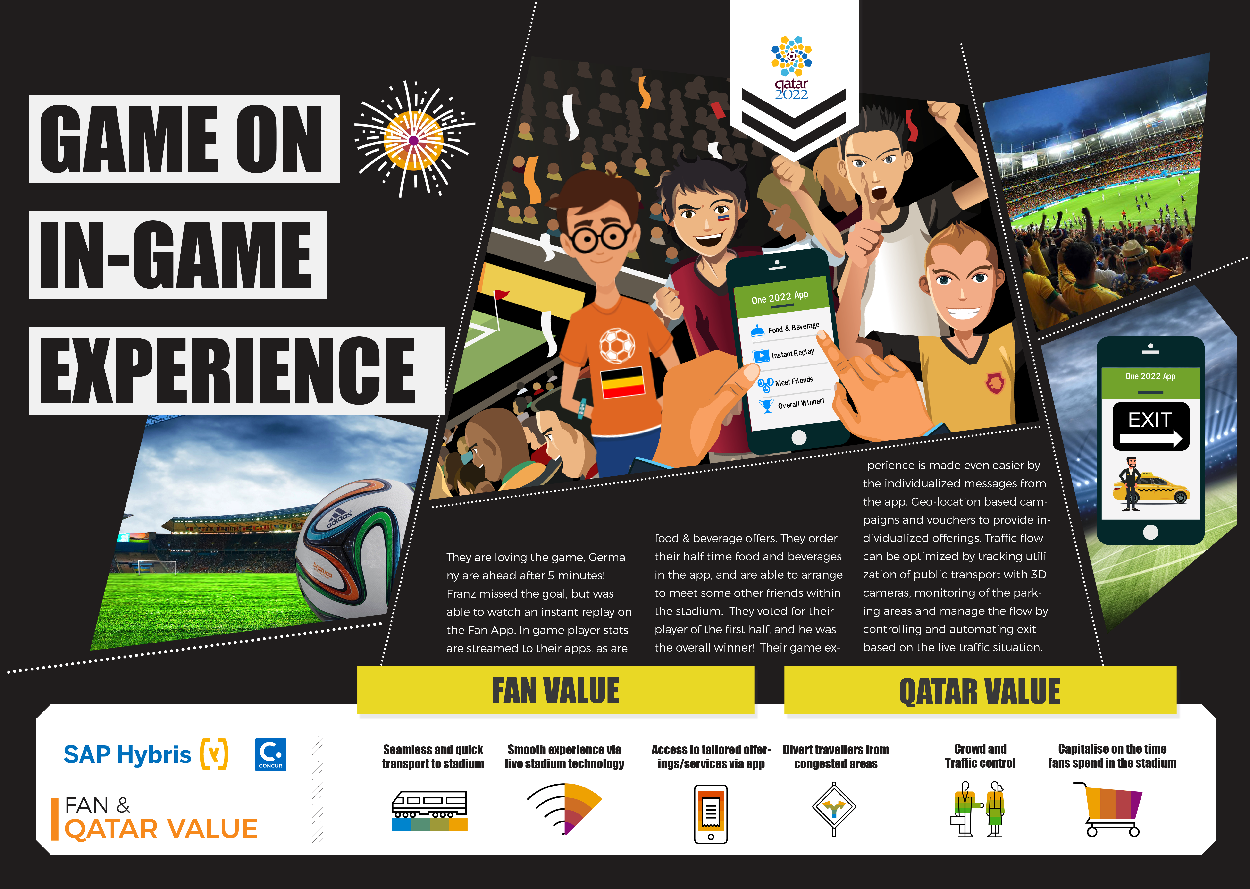 GAME ON
IN-GAME
EXPERIENCE
qatar
2022
One 2022 App
Food & Beverage
Instant Replay
Meet Friends
Overall Winner!
One 2022 App
EXIT
adidas
They are loving the game, Germa
ny are ahead after 5 minutes!
Franz missed the goal, but was
able to watch an instant replay on
the Fan App. In game player stats
are streamed to their apps, as are
food & beverage offers. They order
their half time food and beverages
in the app, and are able to arrange
to meet some other friends within
the stadium. They voted for their
player of the first half, and he was
the overall winner! Their game ex-
perience is made even easier by
the individualized messages from
the app. Geo-location based cam-
paigns and vouchers to provide in-
dividualized offerings. Traffic flow
can be optimized by tracking utili
zation of public transport with 3D
cameras, monitoring of the park-
ing areas and manage the flow by
controlling and automating exit
based on the live traffic situation.
FAN VALUE
QATAR VALUE
SAP Hybris (Y)
C.
CONCUR
FAN &
QATAR VALUE
Seamless and quick
transport to stadium
Smooth experience via
live stadium technology
Access to tailored offer-
ings/services via app
Divert travellers from
congested areas
Crowd and
Traffic control
Capitalise on the time
fans spend in the stadium